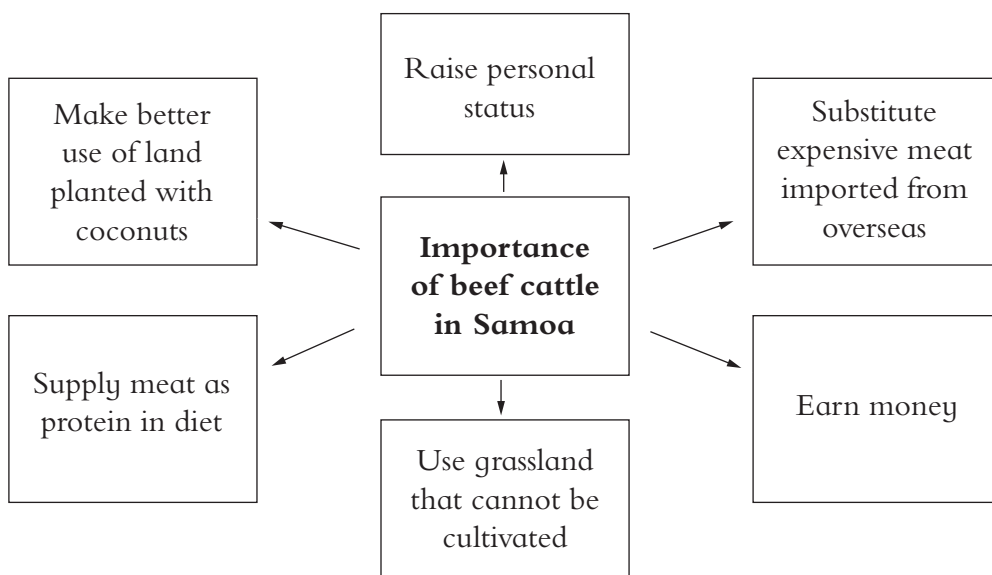 Raise personal
status
Make better
use of land
planted with
coconuts
Substitute
expensive meat
imported from
overseas
Importance
of beef cattle
in Samoa
Supply meat as
protein in diet
Earn money
Use grassland
that cannot be
cultivated